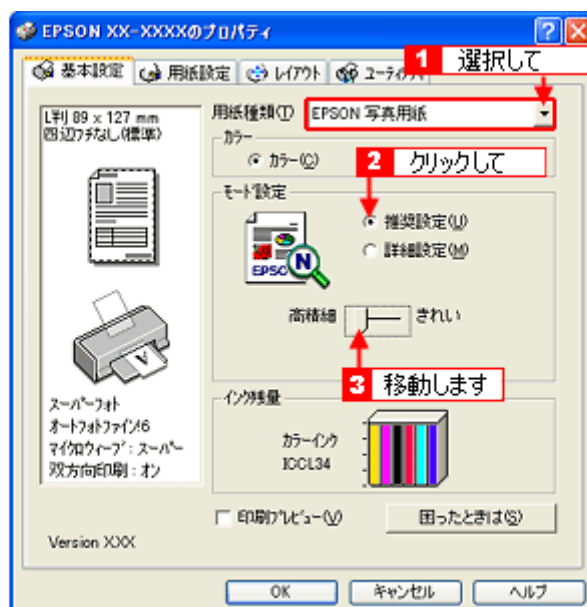 EPSON XX-XXXXのプロパティ
1 選択して
基本設定 用紙設定 レイアウト ユーティ
L判 89 x 127 mm
四辺フチなし(標準)
用紙種類(T) EPSON 写真用紙
カラー
カラー(C)
2 クリックして
モード設定
推奨設定(U)
詳細設定(M)
EPSO
N
高精細 きれい
3 移動します
スーパーフォト
オートフォトファイン!6
マイクロウィーブ:スーパー
双方向印刷:オン
インク残量
カラーインク
ICCL34
印刷プレビュー(V)
困ったときは(S)
Version XXX
OK キャンセル ヘルプ